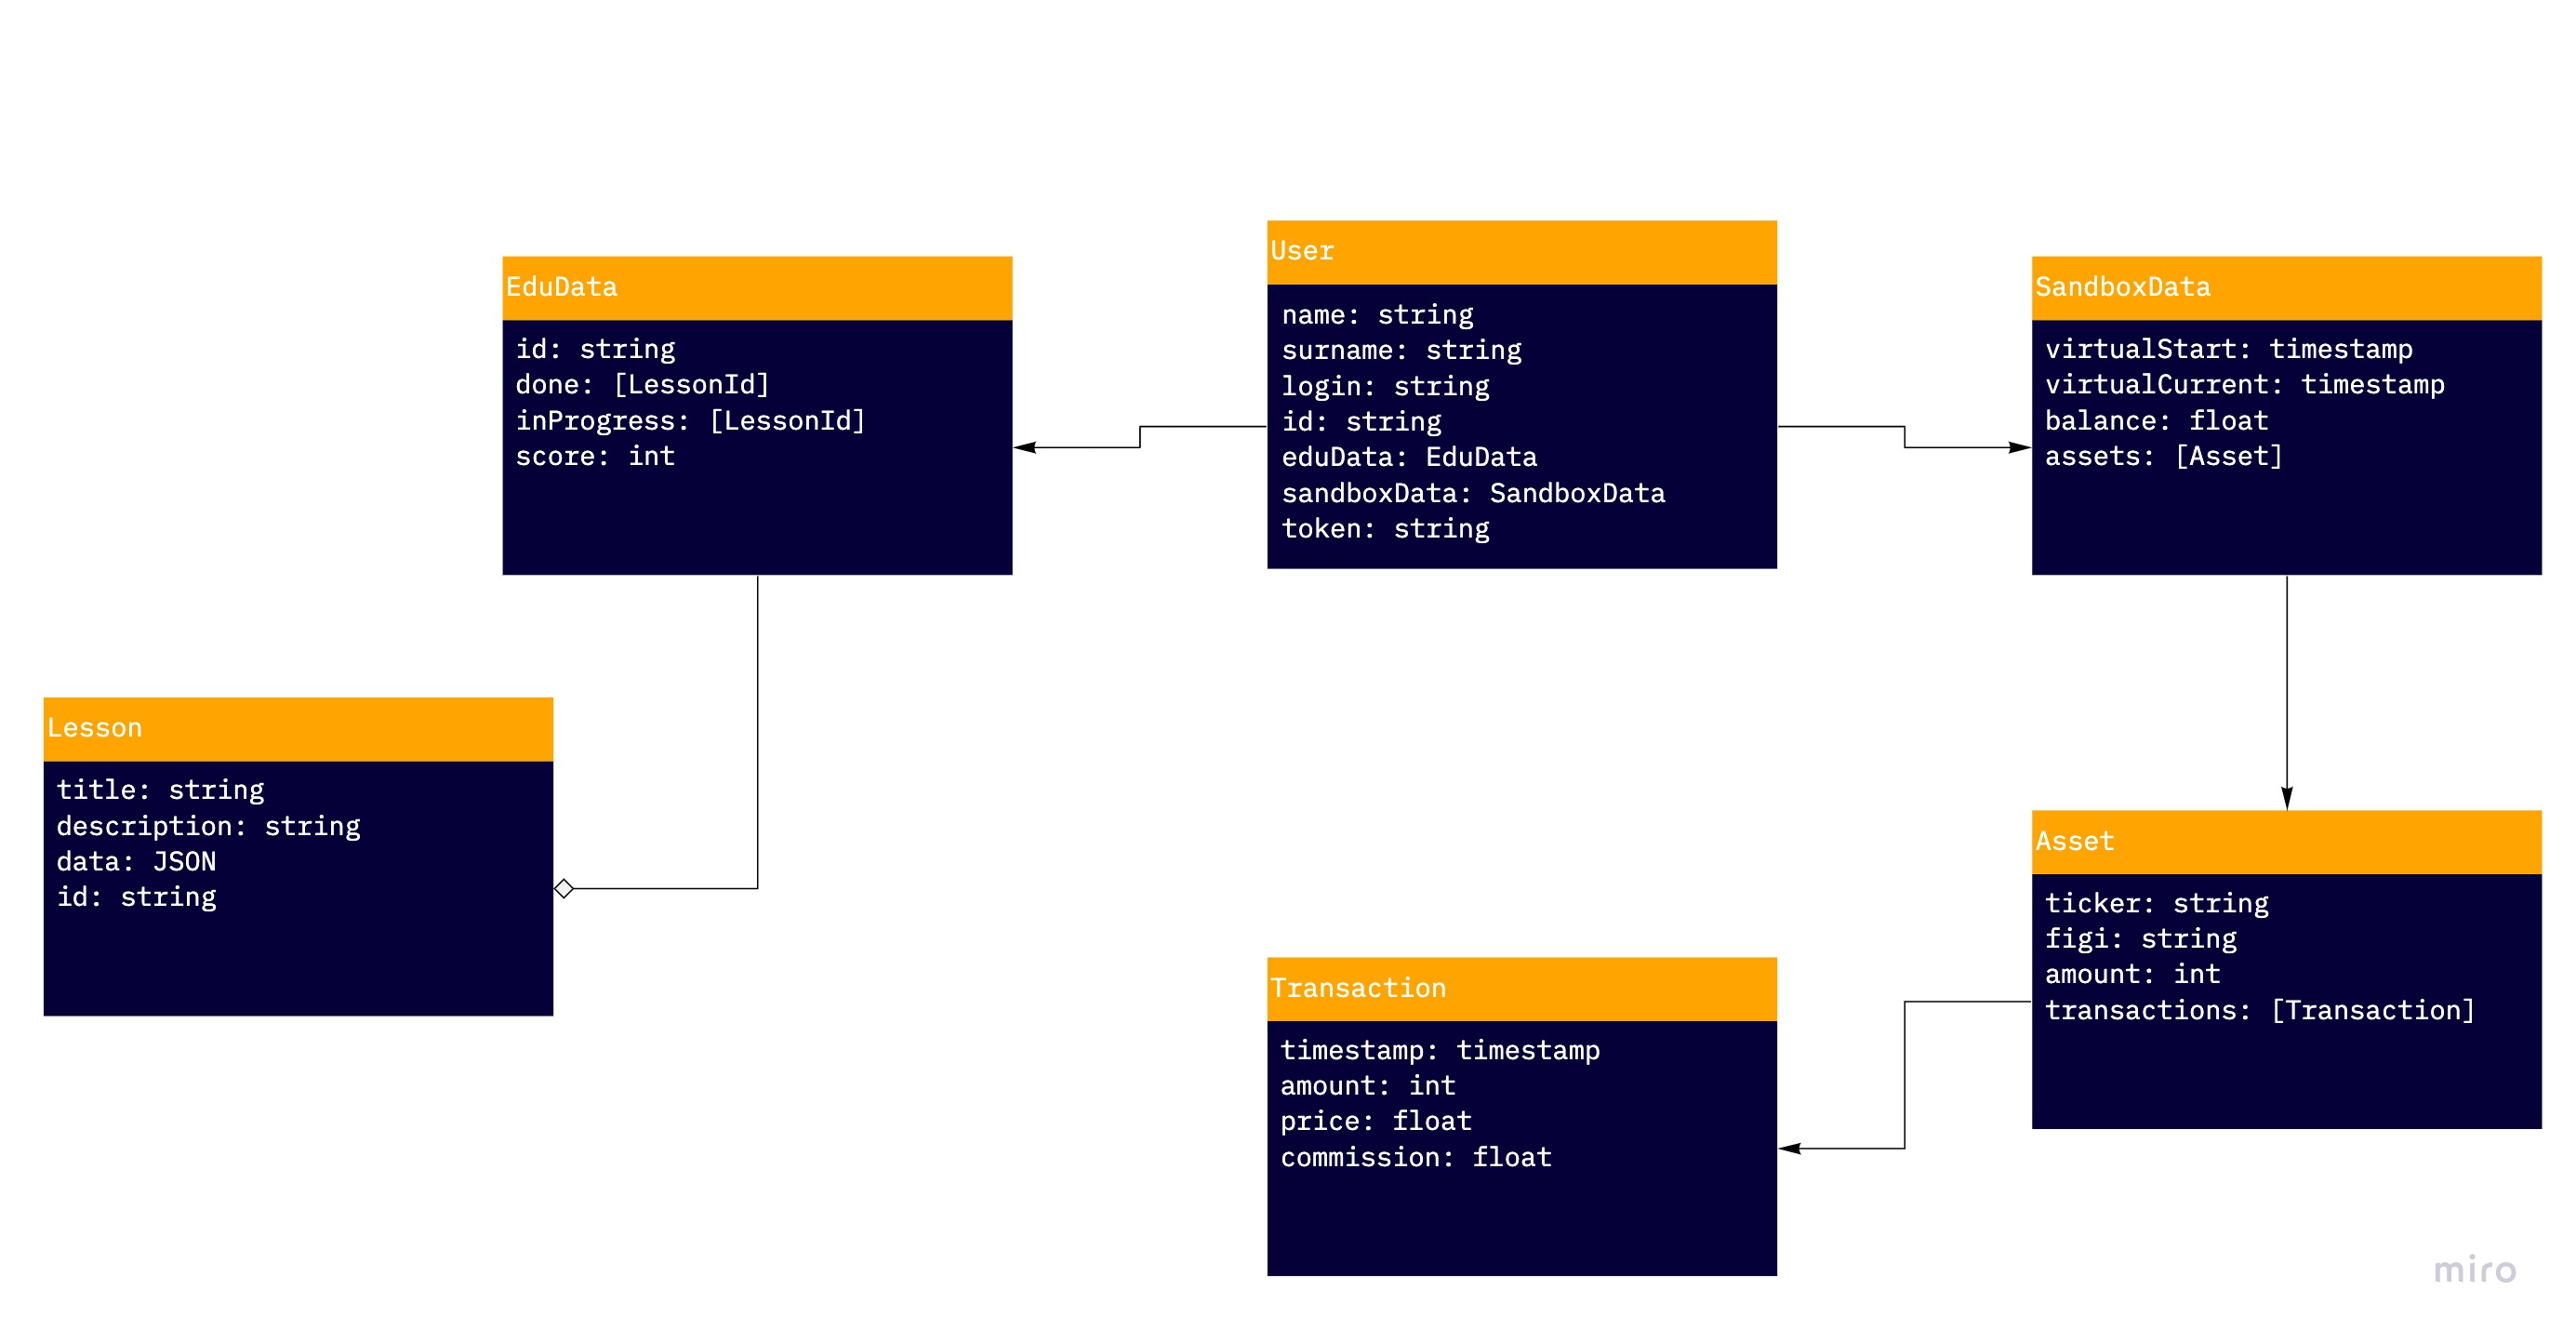 EduData
id: string
done: [LessonId]
inProgress: [LessonId]
score: int
User
name: string
surname: string
login: string
id: string
eduData: EduData
sandboxData: SandboxData
token: string
SandboxData
virtualStart: timestamp
virtualCurrent: timestamp
balance: float
assets: [Asset]
Lesson
title: string
description: string
data: JSON
id: string
Transaction
timestamp: timestamp
amount: int
price: float
commission: float
Asset
ticker: string
figi: string
amount: int
transactions: [Transaction]
miro